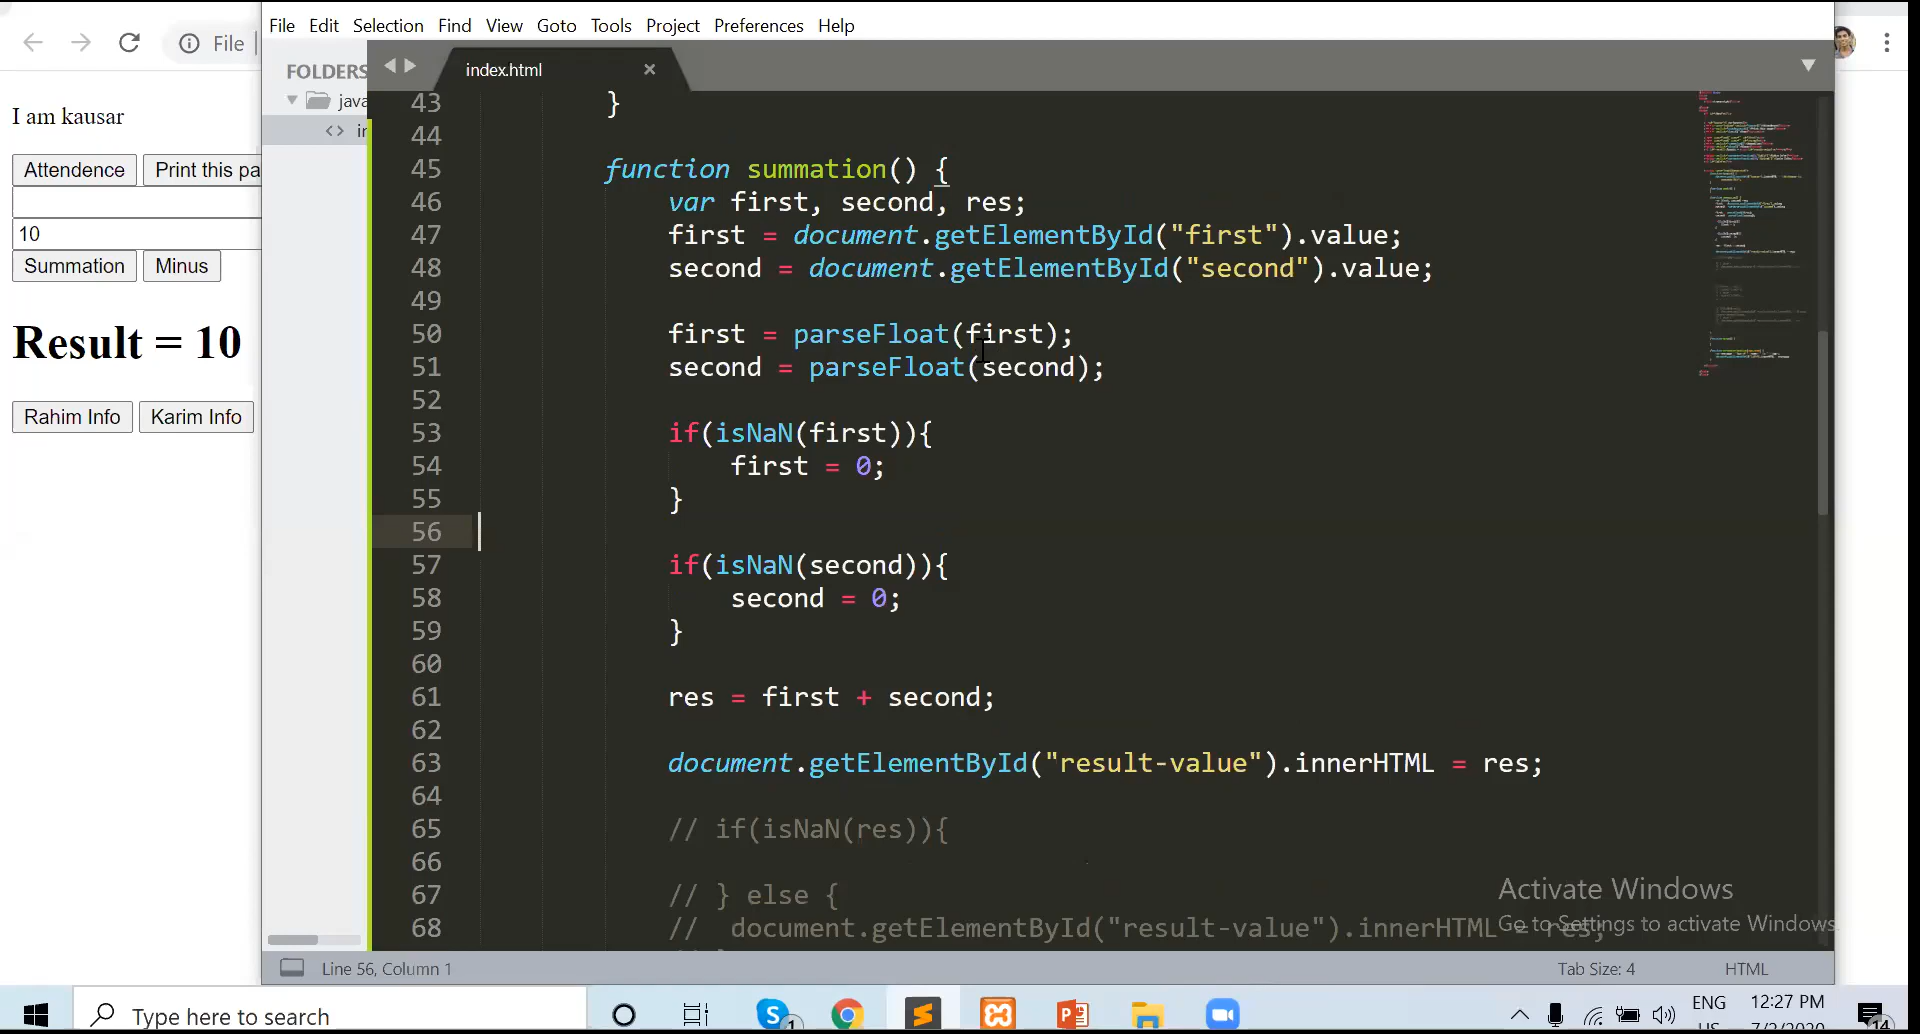 File Edit Selection Find View Goto Tools Project Preferences Help
File
FOLDERS
java
index.html
I am kausar
Attendence Print this pa
10
Summation Minus
Result = 10
Rahim Info Karim Info
43 }
44
45 function summation() {
46 var first, second, res;
47 first = document.getElementById("first").value;
48 second = document.getElementById("second").value;
49
50 first = parseFloat(first);
51 second = parseFloat(second);
52
53 if(isNaN(first)){
54 first = 0;
55 }
56
57 if(isNaN(second)){
58 second = 0;
59 }
60
61 res = first + second;
62
63 document.getElementById("result-value").innerHTML = res;
64
65 // if(isNaN(res)){
66
67 // } else {
68 // document.getElementById("result-value").innerHTML = res;
Activate Windows
Go to Settings to activate Windows.
Line 56, Column 1 Tab Size: 4 HTML
Type here to search
ENG 12:27 PM